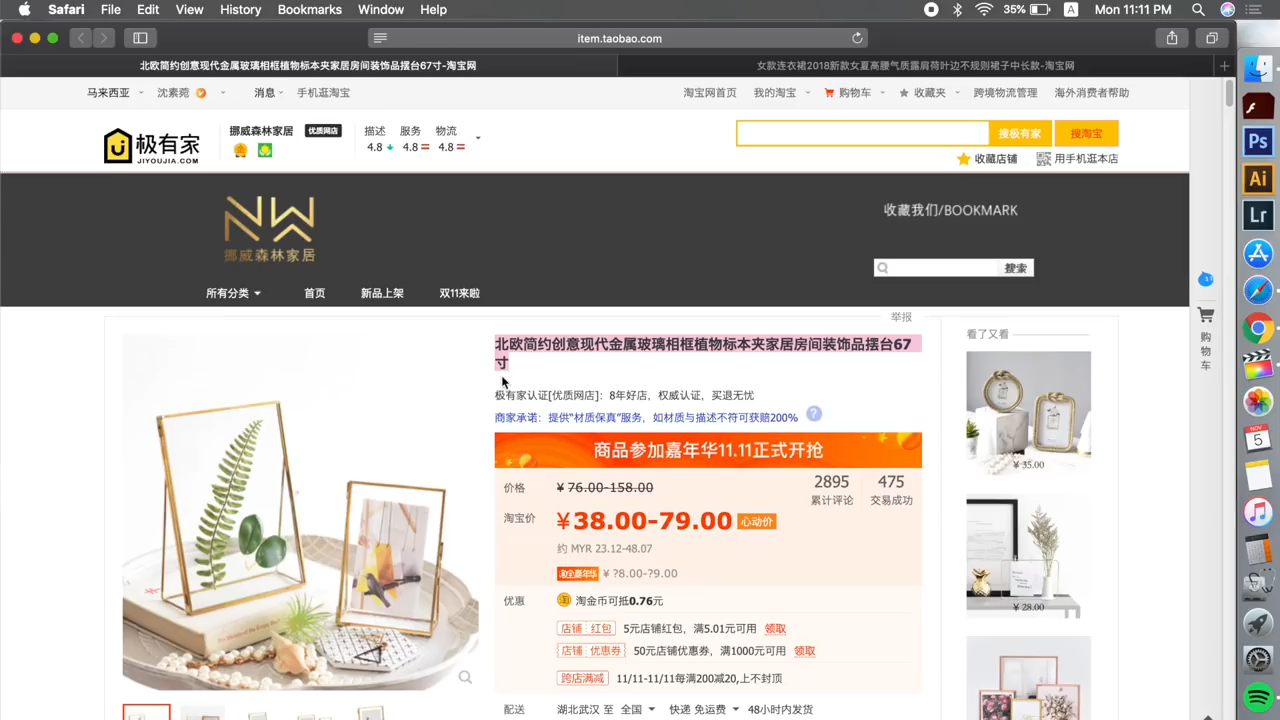 Safari File Edit View History Bookmarks Window Help
35% A Mon 11:11 PM
item.taobao.com
北欧简约创意现代金属玻璃相框植物标本夹家居房间装饰品摆台67寸-淘宝网
女款连衣裙2018新款女夏高腰气质露肩荷叶边不规则裙子中长款-淘宝网
马来西亚 沈素菀 消息 手机逛淘宝
淘宝网首页 我的淘宝 购物车 收藏夹 跨境物流管理 海外消费者帮助
极有家
JIYOUJIA.COM
挪威森林家居 优质网店
描述 服务 物流
4.8 4.8 4.8
搜极有家 搜淘宝
收藏店铺 用手机逛本店
NW
挪威森林家居
收藏我们/BOOKMARK
搜索
所有分类 首页 新品上架 双11来啦
举报
北欧简约创意现代金属玻璃相框植物标本夹家居房间装饰品摆台67
寸
极有家认证[优质网店]：8年好店，权威认证，买退无忧
商家承诺：提供“材质保真”服务，如材质与描述不符可获赔200% ?
商品参加嘉年华11.11正式开抢
价格 ¥ 76.00-158.00
2895 475
累计评论 交易成功
淘宝价 ¥38.00-79.00 心动价
约 MYR 23.12-48.07
¥ ?8.00-?9.00
优惠 淘金币可抵0.76元
店铺 红包 5元店铺红包，满5.01元可用 领取
店铺 优惠券 50元店铺优惠券，满1000元可用 领取
跨店满减 11/11-11/11每满200减20,上不封顶
配送 湖北武汉 至 全国 快递 免运费 48小时内发货
看了又看
¥ 35.00
¥ 28.00
购
物
车
Ps
Ai
Lr
NOV
5